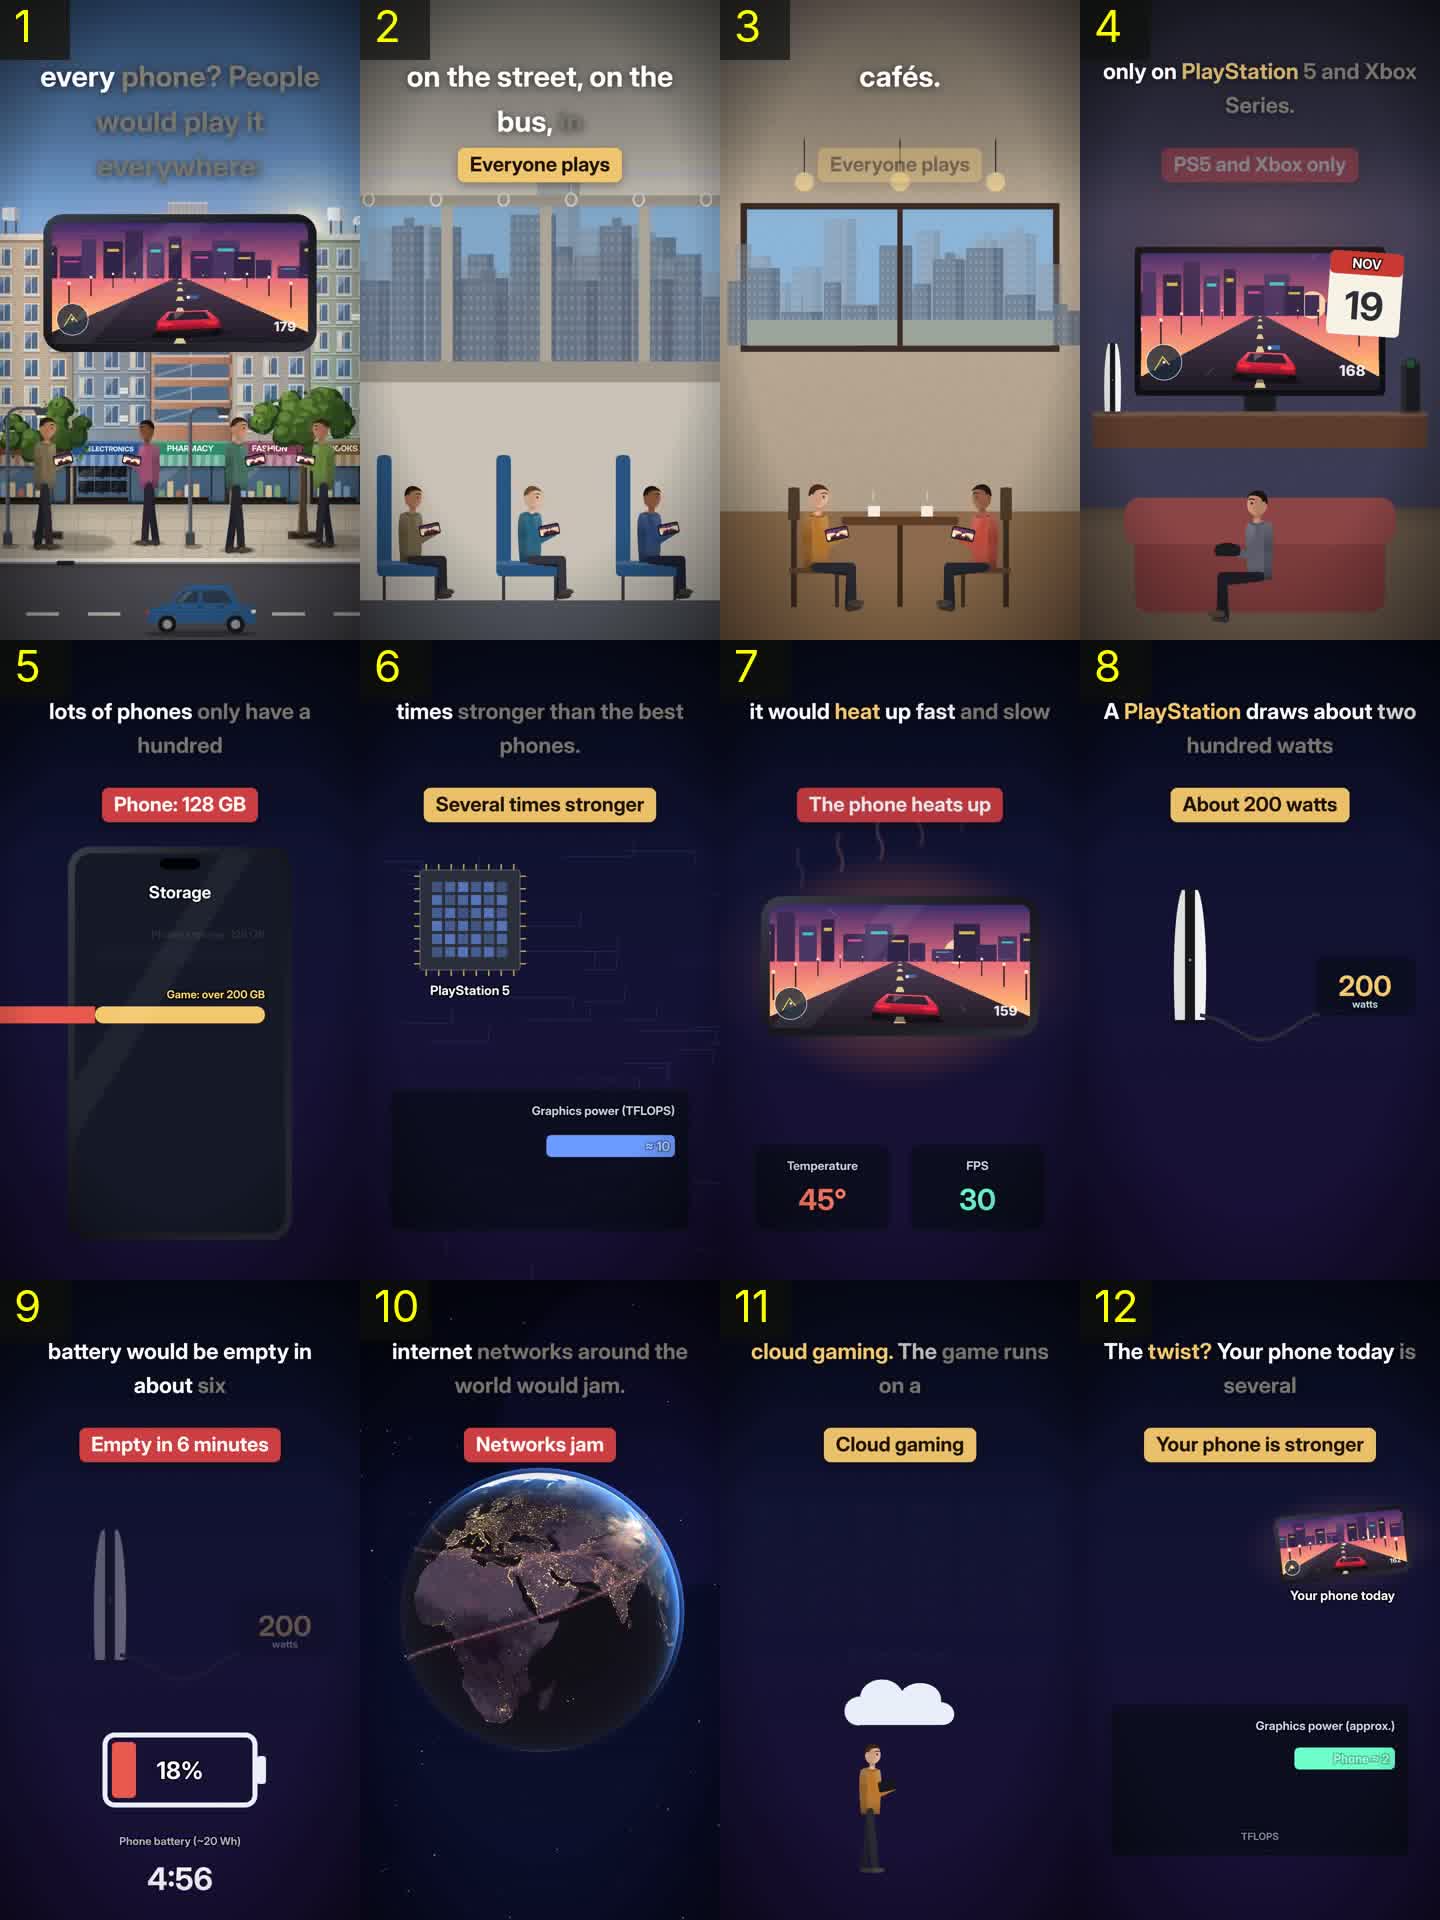 1
every phone? People
would play it
everywhere:
179
ELECTRONICS
PHARMACY
FASHION
BOOKS
2
on the street, on the
bus, in
Everyone plays
3
cafés.
Everyone plays
4
only on PlayStation 5 and Xbox
Series.
PS5 and Xbox only
NOV
19
168
5
lots of phones only have a
hundred
Phone: 128 GB
Storage
Game: over 200 GB
6
times stronger than the best
phones.
Several times stronger
PlayStation 5
Graphics power (TFLOPS)
≈ 10
7
it would heat up fast and slow
The phone heats up
159
Temperature
45°
FPS
30
8
A PlayStation draws about two
hundred watts
About 200 watts
200
watts
9
battery would be empty in
about six
Empty in 6 minutes
200
watts
18%
Phone battery (~20 Wh)
4:56
10
internet networks around the
world would jam.
Networks jam
11
cloud gaming. The game runs
on a
Cloud gaming
12
The twist? Your phone today is
several
Your phone is stronger
162
Your phone today
Graphics power (approx.)
Phone ≈ 2
TFLOPS